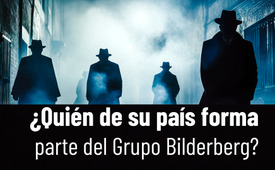 ¿Quién de su país forma
parte del Grupo Bilderberg?